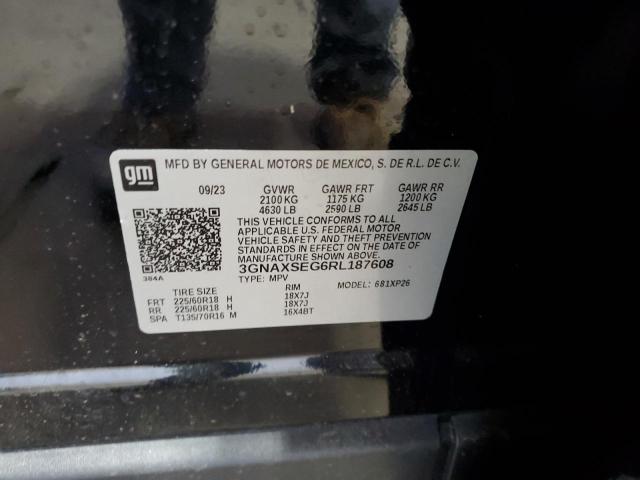 gm
MFD BY GENERAL MOTORS DE MEXICO, S. DE R.L. DE C.V.
09/23 GVWR GAWR FRT GAWR RR
2100 KG 1175 KG 1200 KG
4630 LB 2590 LB 2645 LB
THIS VEHICLE CONFORMS TO ALL
APPLICABLE U.S. FEDERAL MOTOR
VEHICLE SAFETY AND THEFT PREVENTION
STANDARDS IN EFFECT ON THE DATE OF
MANUFACTURE SHOWN ABOVE.
3GNAXSEG6RL187608
384A
TYPE: MPV MODEL: 681XP26
TIRE SIZE RIM
FRT 225/60R18 H 18X7J
RR 225/60R18 H 18X7J
SPA T135/70R16 M 16X4BT